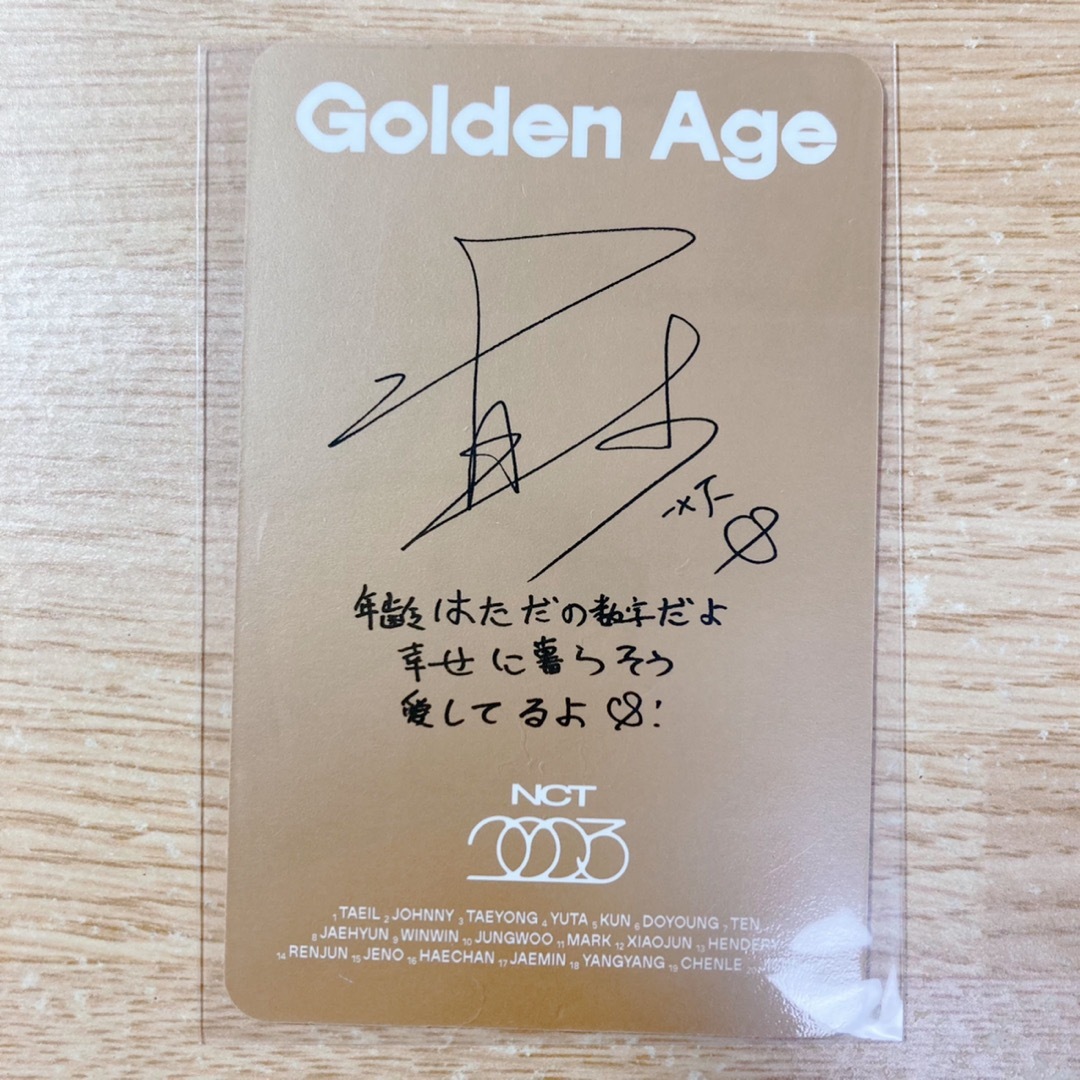 Golden Age
年齢はただの数字だよ
幸せに暮らそう
愛してるよ ! 
NCT
2023
1 TAEIL 2 JOHNNY 3 TAEYONG 4 YUTA 5 KUN 6 DOYOUNG 7 TEN
8 JAEHYUN 9 WINWIN 10 JUNGWOO 11 MARK 12 XIAOJUN 13 HENDERY
14 RENJUN 15 JENO 16 HAECHAN 17 JAEMIN 18 YANGYANG 19 CHENLE 20